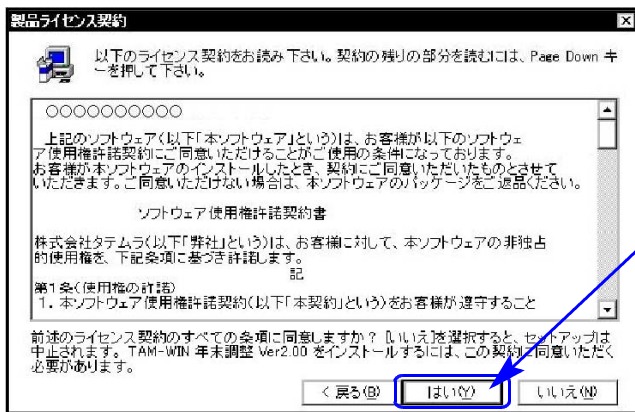 製品ライセンス契約
以下のライセンス契約をお読み下さい。契約の残りの部分を読むには、Page Down キ
ーを押して下さい。
○○○○○○○○○○
上記のソフトウェア(以下「本ソフトウェア」という)は、お客様が以下のソフトウェ
ア使用権許諾契約にご同意いただけることがご使用の条件になっております。
お客様が本ソフトウェアのインストールしたとき、契約にご同意いただいたものとさせて
いただきます。ご同意いただけない場合は、本ソフトウェアのパッケージをご返品ください。
ソフトウェア使用権許諾契約書
株式会社タテムラ(以下「弊社」という)は、お客様に対して、本ソフトウェアの非独占
的使用権を、下記条項に基づき許諾します。
記
第1条(使用権の許諾)
1. 本ソフトウェア使用権許諾契約(以下「本契約」という)をお客様が遵守すること
前述のライセンス契約のすべての条項に同意しますか？ [いいえ]を選択すると、セットアップは
中止されます。 TAM-WIN 年末調整 Ver2.00 をインストールするには、この契約に同意いただく
必要があります。
< 戻る(B) はい(Y) いいえ(N)